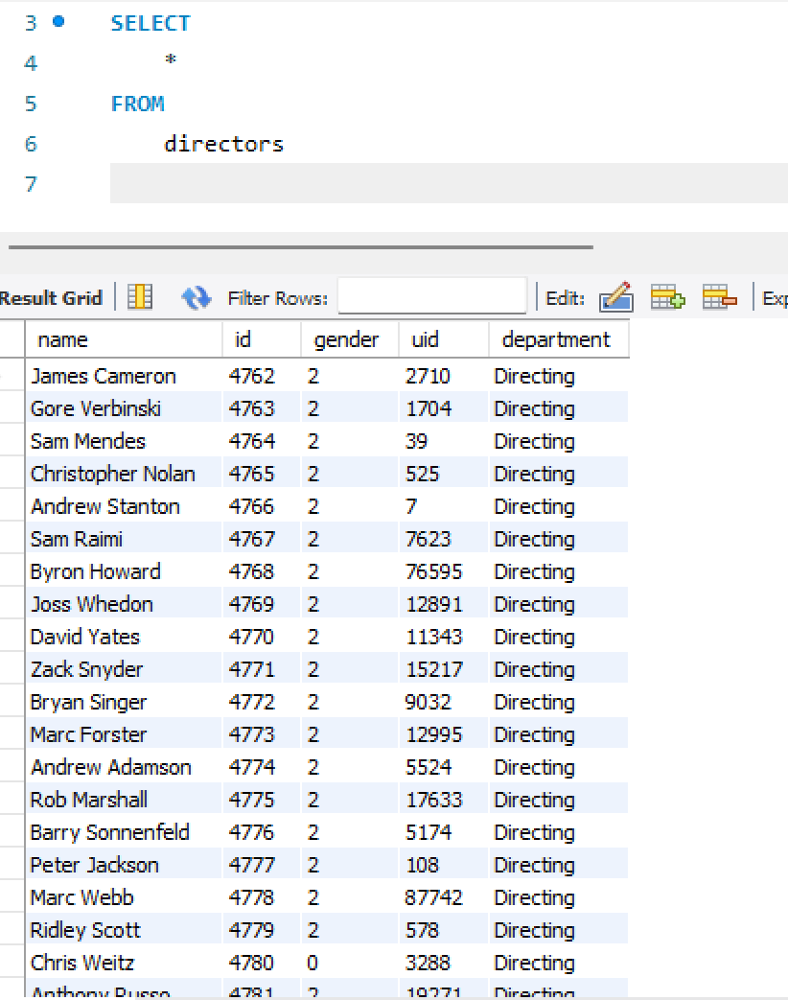 3 SELECT
4 *
5 FROM
6 directors
7
Result Grid Filter Rows: Edit: Exp
name id gender uid department
James Cameron 4762 2 2710 Directing
Gore Verbinski 4763 2 1704 Directing
Sam Mendes 4764 2 39 Directing
Christopher Nolan 4765 2 525 Directing
Andrew Stanton 4766 2 7 Directing
Sam Raimi 4767 2 7623 Directing
Byron Howard 4768 2 76595 Directing
Joss Whedon 4769 2 12891 Directing
David Yates 4770 2 11343 Directing
Zack Snyder 4771 2 15217 Directing
Bryan Singer 4772 2 9032 Directing
Marc Forster 4773 2 12995 Directing
Andrew Adamson 4774 2 5524 Directing
Rob Marshall 4775 2 17633 Directing
Barry Sonnenfeld 4776 2 5174 Directing
Peter Jackson 4777 2 108 Directing
Marc Webb 4778 2 87742 Directing
Ridley Scott 4779 2 578 Directing
Chris Weitz 4780 0 3288 Directing
Anthony Russo 4781 2 19271 Directing